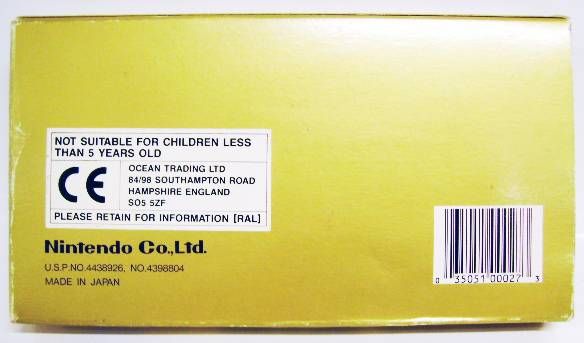 NOT SUITABLE FOR CHILDREN LESS
THAN 5 YEARS OLD
CE
OCEAN TRADING LTD
84/98 SOUTHAMPTON ROAD
HAMPSHIRE ENGLAND
SO5 5ZF
PLEASE RETAIN FOR INFORMATION [RAL]
Nintendo Co.,Ltd.
U.S.P.NO.4438926, NO.4398804
MADE IN JAPAN
0 35051 00027 3